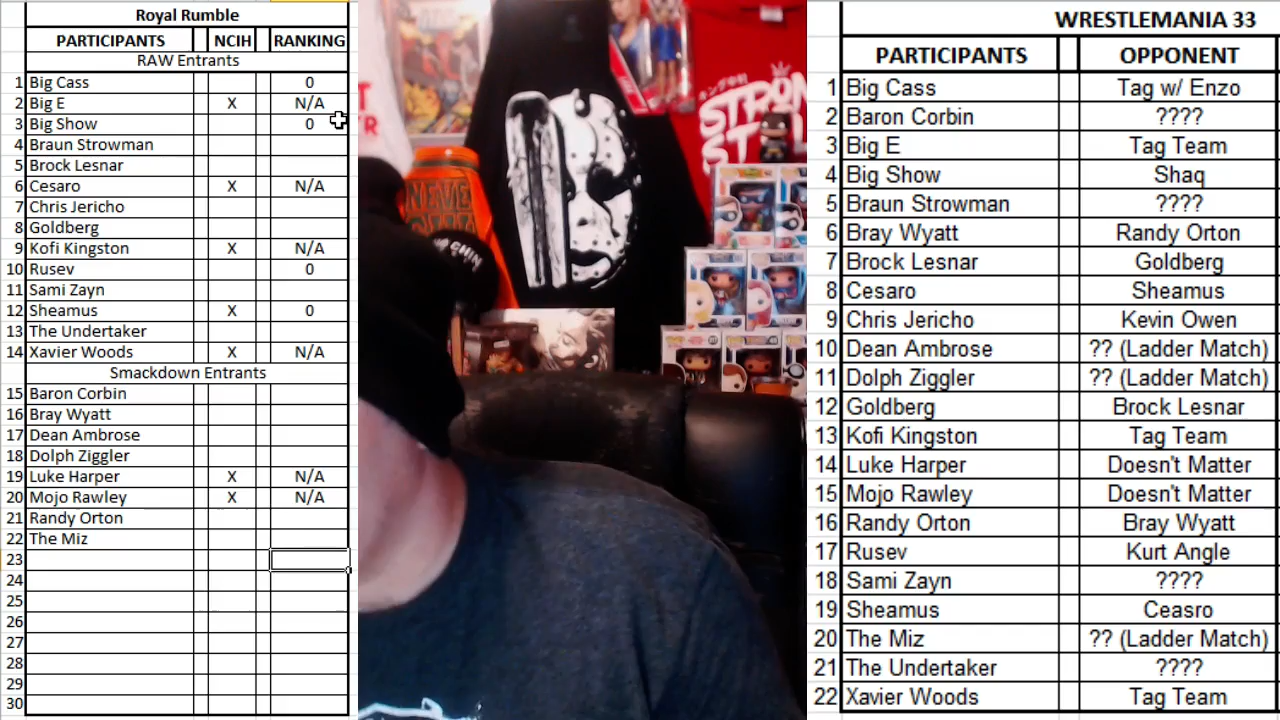 Royal Rumble
PARTICIPANTS NCIH RANKING
RAW Entrants
1 Big Cass 0
2 Big E X N/A
3 Big Show 0
4 Braun Strowman
5 Brock Lesnar
6 Cesaro X N/A
7 Chris Jericho
8 Goldberg
9 Kofi Kingston X N/A
10 Rusev 0
11 Sami Zayn
12 Sheamus X 0
13 The Undertaker
14 Xavier Woods X N/A
Smackdown Entrants
15 Baron Corbin
16 Bray Wyatt
17 Dean Ambrose
18 Dolph Ziggler
19 Luke Harper X N/A
20 Mojo Rawley X N/A
21 Randy Orton
22 The Miz
23
24
25
26
27
28
29
30
STRONG
WRESTLEMANIA 33
PARTICIPANTS OPPONENT
1 Big Cass Tag w/ Enzo
2 Baron Corbin ????
3 Big E Tag Team
4 Big Show Shaq
5 Braun Strowman ????
6 Bray Wyatt Randy Orton
7 Brock Lesnar Goldberg
8 Cesaro Sheamus
9 Chris Jericho Kevin Owen
10 Dean Ambrose ?? (Ladder Match)
11 Dolph Ziggler ?? (Ladder Match)
12 Goldberg Brock Lesnar
13 Kofi Kingston Tag Team
14 Luke Harper Doesn't Matter
15 Mojo Rawley Doesn't Matter
16 Randy Orton Bray Wyatt
17 Rusev Kurt Angle
18 Sami Zayn ????
19 Sheamus Ceasro
20 The Miz ?? (Ladder Match)
21 The Undertaker ????
22 Xavier Woods Tag Team